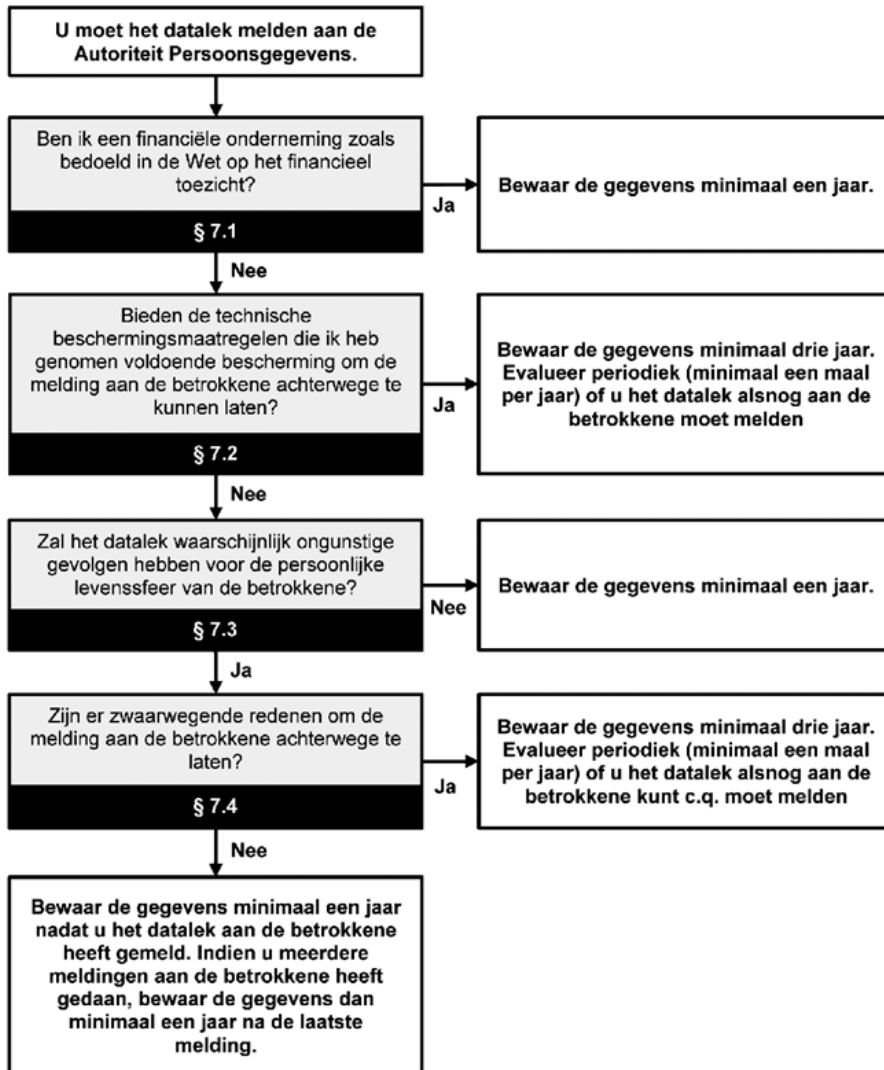 U moet het datalek melden aan de
Autoriteit Persoonsgegevens.
Ben ik een financiële onderneming zoals
bedoeld in de Wet op het financieel
toezicht?
§ 7.1
Ja
Bewaar de gegevens minimaal een jaar.
Nee
Bieden de technische
beschermingsmaatregelen die ik heb
genomen voldoende bescherming om de
melding aan de betrokkene achterwege te
kunnen laten?
§ 7.2
Ja
Bewaar de gegevens minimaal drie jaar.
Evalueer periodiek (minimaal een maal
per jaar) of u het datalek alsnog aan de
betrokkene moet melden
Nee
Zal het datalek waarschijnlijk ongunstige
gevolgen hebben voor de persoonlijke
levenssfeer van de betrokkene?
§ 7.3
Nee
Bewaar de gegevens minimaal een jaar.
Ja
Zijn er zwaarwegende redenen om de
melding aan de betrokkene achterwege te
laten?
§ 7.4
Ja
Bewaar de gegevens minimaal drie jaar.
Evalueer periodiek (minimaal een maal
per jaar) of u het datalek alsnog aan de
betrokkene kunt c.q. moet melden
Nee
Bewaar de gegevens minimaal een jaar
nadat u het datalek aan de betrokkene
heeft gemeld. Indien u meerdere
meldingen aan de betrokkene heeft
gedaan, bewaar de gegevens dan
minimaal een jaar na de laatste
melding.